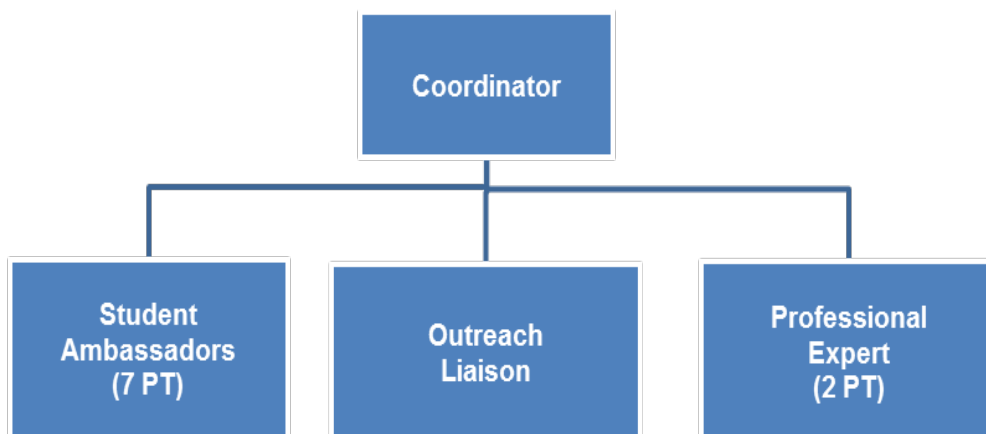 Coordinator
Student
Ambassadors
(7 PT)
Outreach
Liaison
Professional
Expert
(2 PT)